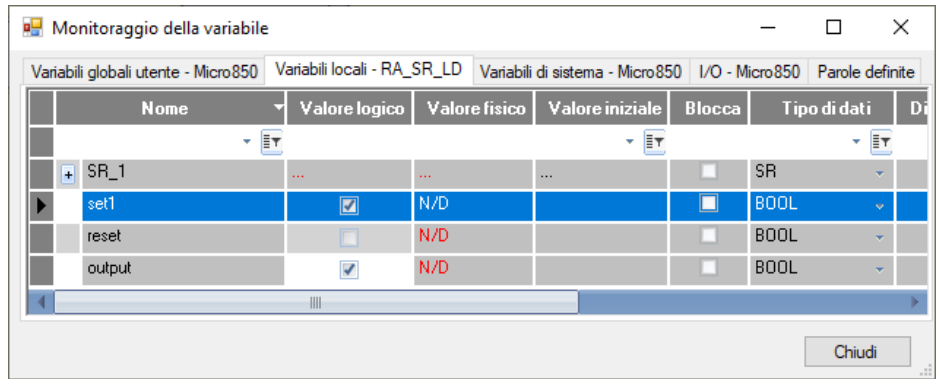 Monitoraggio della variabile
Variabili globali utente - Micro850 Variabili locali - RA_SR_LD Variabili di sistema - Micro850 I/O - Micro850 Parole definite
Nome Valore logico Valore fisico Valore iniziale Blocca Tipo di dati Di
+ SR_1 ... ... ... SR
set1 N/D BOOL
reset N/D BOOL
output N/D BOOL
Chiudi